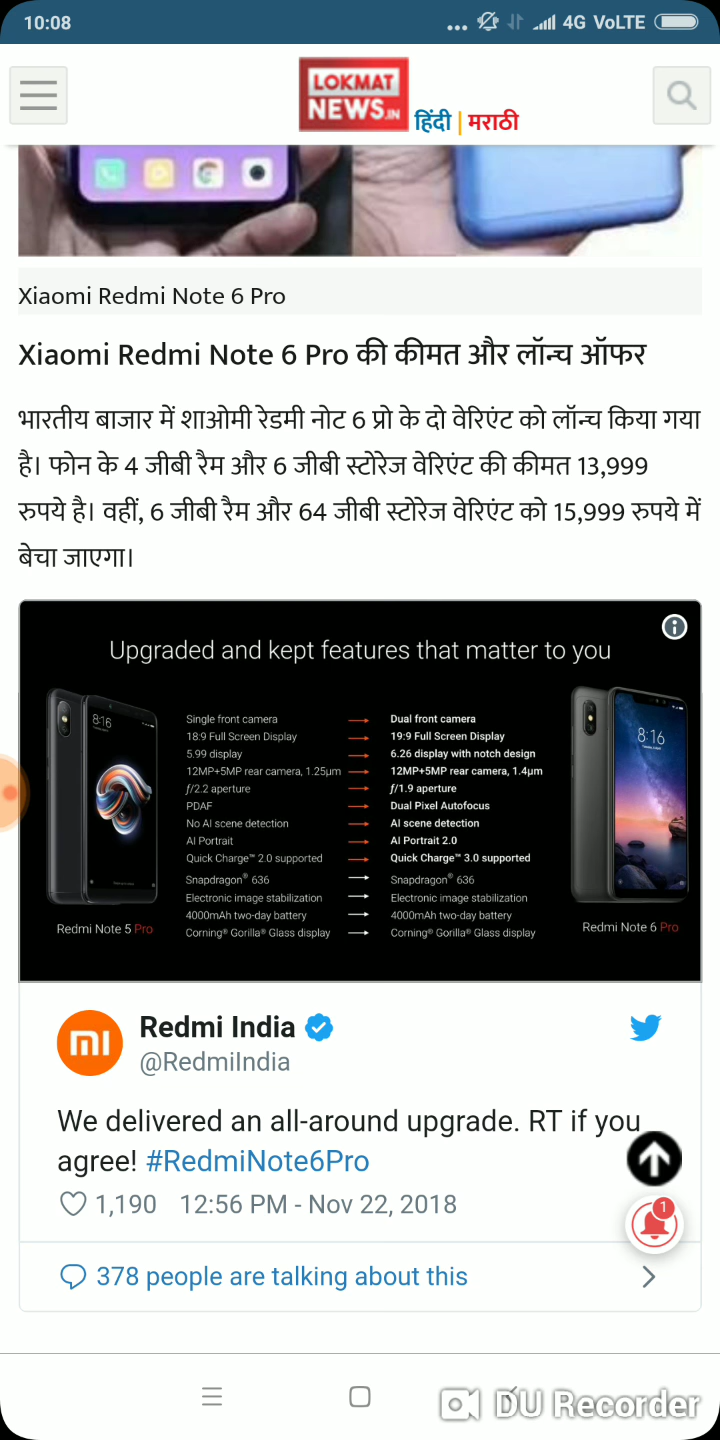 10:08
... 4G VoLTE
LOKMAT
NEWS.IN
हिंदी | मराठी
Xiaomi Redmi Note 6 Pro
Xiaomi Redmi Note 6 Pro की कीमत और लॉन्च ऑफर
भारतीय बाजार में शाओमी रेडमी नोट 6 प्रो के दो वेरिएंट को लॉन्च किया गया
है। फोन के 4 जीबी रैम और 6 जीबी स्टोरेज वेरिएंट की कीमत 13,999
रुपये है। वहीं, 6 जीबी रैम और 64 जीबी स्टोरेज वेरिएंट को 15,999 रुपये में
बेचा जाएगा।
Upgraded and kept features that matter to you
8:16
8:16
Single front camera → Dual front camera
18:9 Full Screen Display → 19:9 Full Screen Display
5.99 display → 6.26 display with notch design
12MP+5MP rear camera, 1.25μm → 12MP+5MP rear camera, 1.4μm
f/2.2 aperture → f/1.9 aperture
PDAF → Dual Pixel Autofocus
No AI scene detection → AI scene detection
AI Portrait → AI Portrait 2.0
Quick Charge™ 2.0 supported → Quick Charge™ 3.0 supported
Snapdragon® 636 → Snapdragon® 636
Electronic image stabilization → Electronic image stabilization
4000mAh two-day battery → 4000mAh two-day battery
Corning® Gorilla® Glass display → Corning® Gorilla® Glass display
Redmi Note 5 Pro
Redmi Note 6 Pro
mi
Redmi India
@RedmiIndia
We delivered an all-around upgrade. RT if you
agree! #RedmiNote6Pro
1
1,190 12:56 PM - Nov 22, 2018
378 people are talking about this
DU Recorder